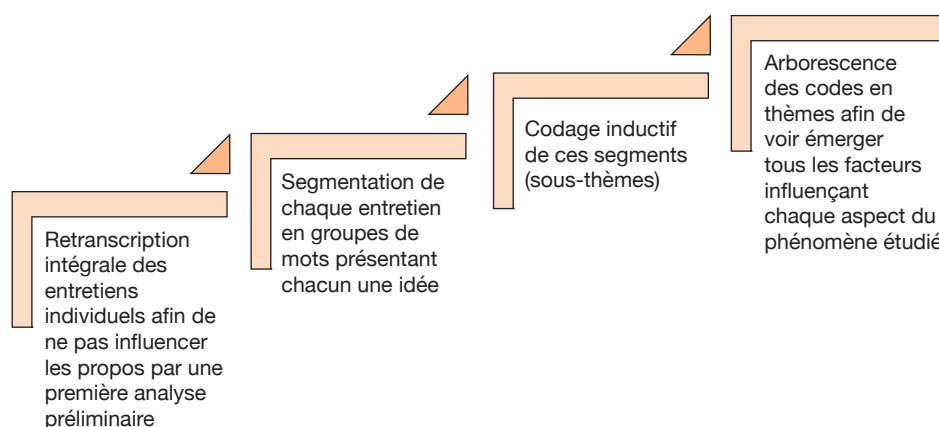 Retranscription
intégrale des
entretiens
individuels afin de
ne pas influencer
les propos par une
première analyse
préliminaire
Segmentation de
chaque entretien
en groupes de
mots présentant
chacun une idée
Codage inductif
de ces segments
(sous-thèmes)
Arborescence
des codes en
thèmes afin de
voir émerger
tous les facteurs
influençant
chaque aspect du
phénomène étudié